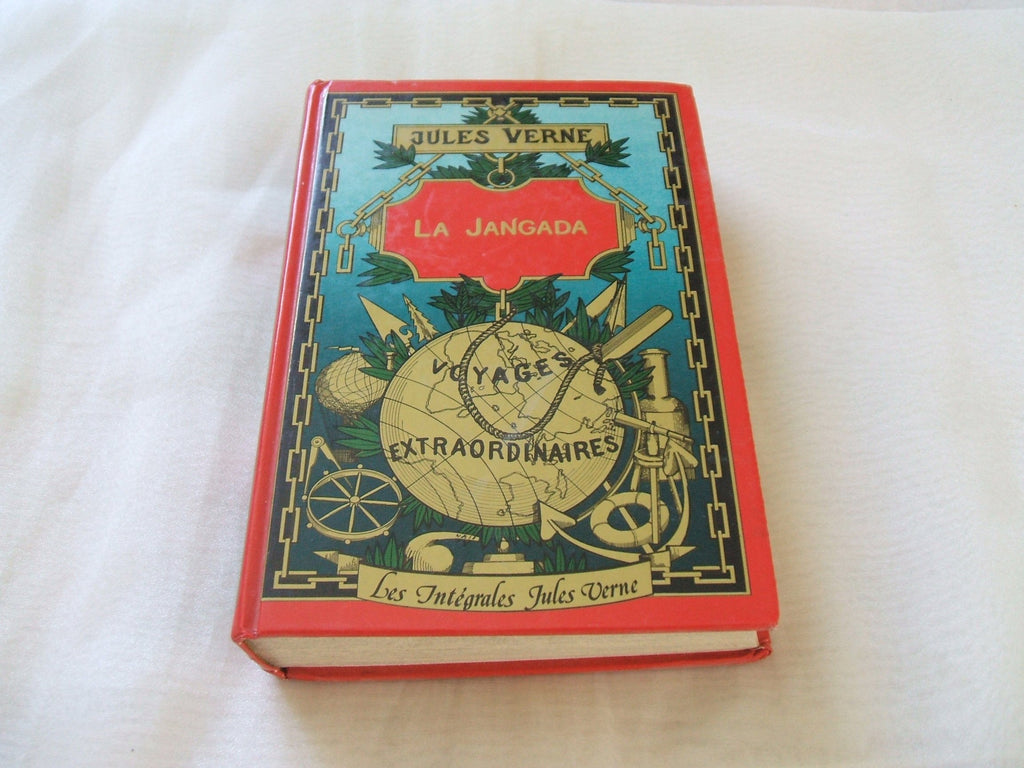 JULES VERNE
LA JANGADA
VOYAGES
EXTRAORDINAIRES
Les Intégrales Jules Verne